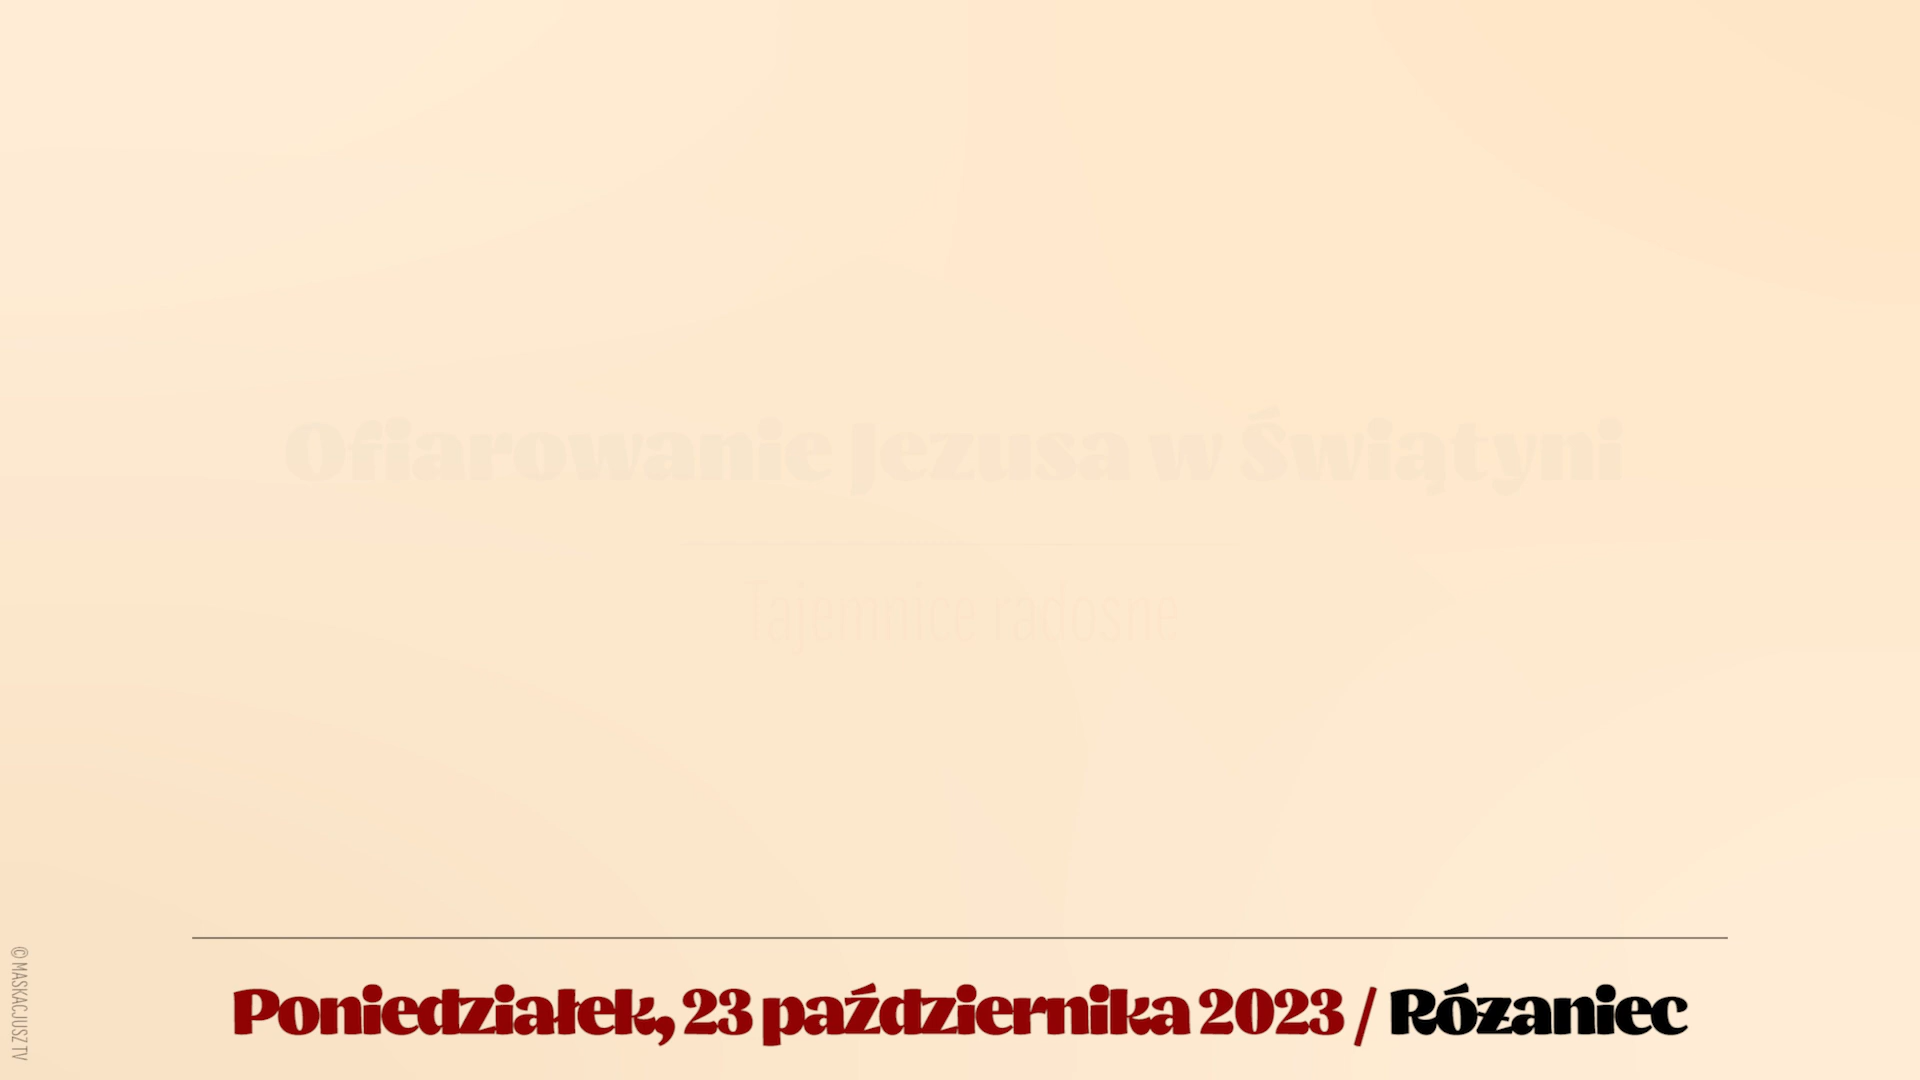 Ofiarowanie Jezusa w Świątyni
Tajemnice radosne
Poniedziałek, 23 października 2023 / Różaniec
© MASKACJUSZ TV